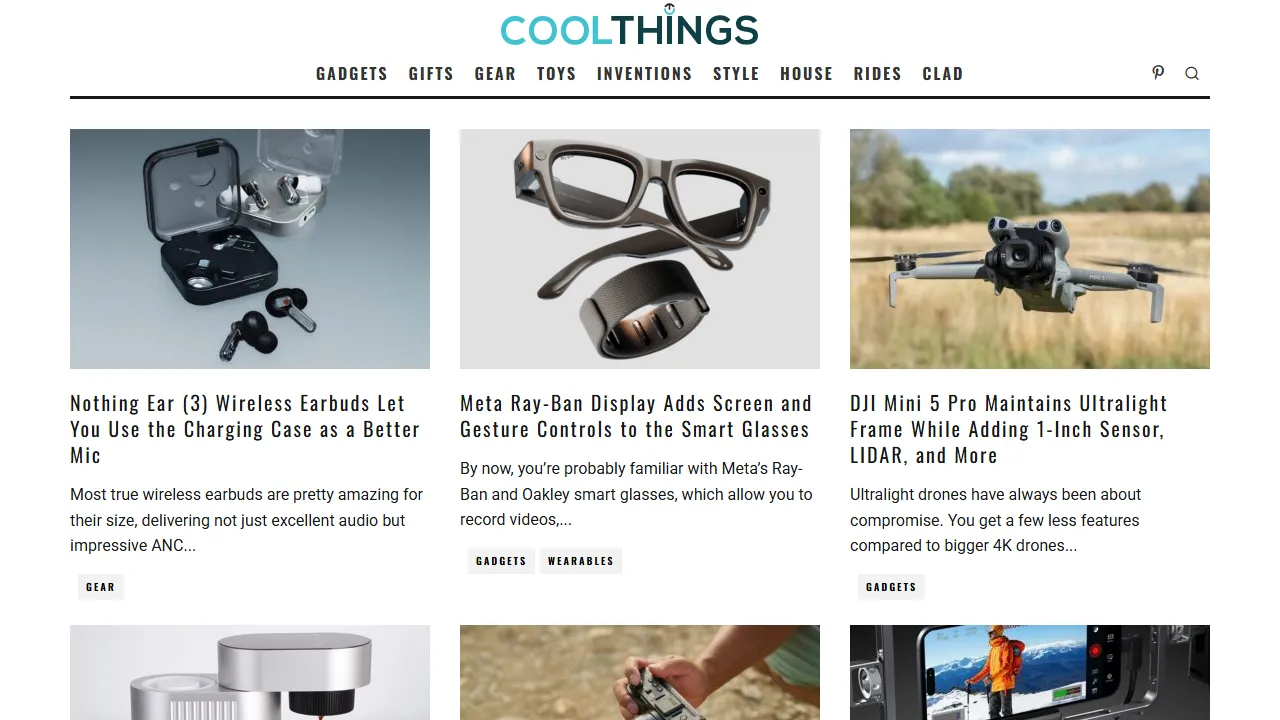 COOLTHINGS
GADGETS GIFTS GEAR TOYS INVENTIONS STYLE HOUSE RIDES CLAD
Nothing Ear (3) Wireless Earbuds Let
You Use the Charging Case as a Better
Mic
Most true wireless earbuds are pretty amazing for
their size, delivering not just excellent audio but
impressive ANC...
GEAR
Meta Ray-Ban Display Adds Screen and
Gesture Controls to the Smart Glasses
By now, you’re probably familiar with Meta’s Ray-
Ban and Oakley smart glasses, which allow you to
record videos,...
GADGETS WEARABLES
DJI Mini 5 Pro Maintains Ultralight
Frame While Adding 1-Inch Sensor,
LIDAR, and More
Ultralight drones have always been about
compromise. You get a few less features
compared to bigger 4K drones...
GADGETS